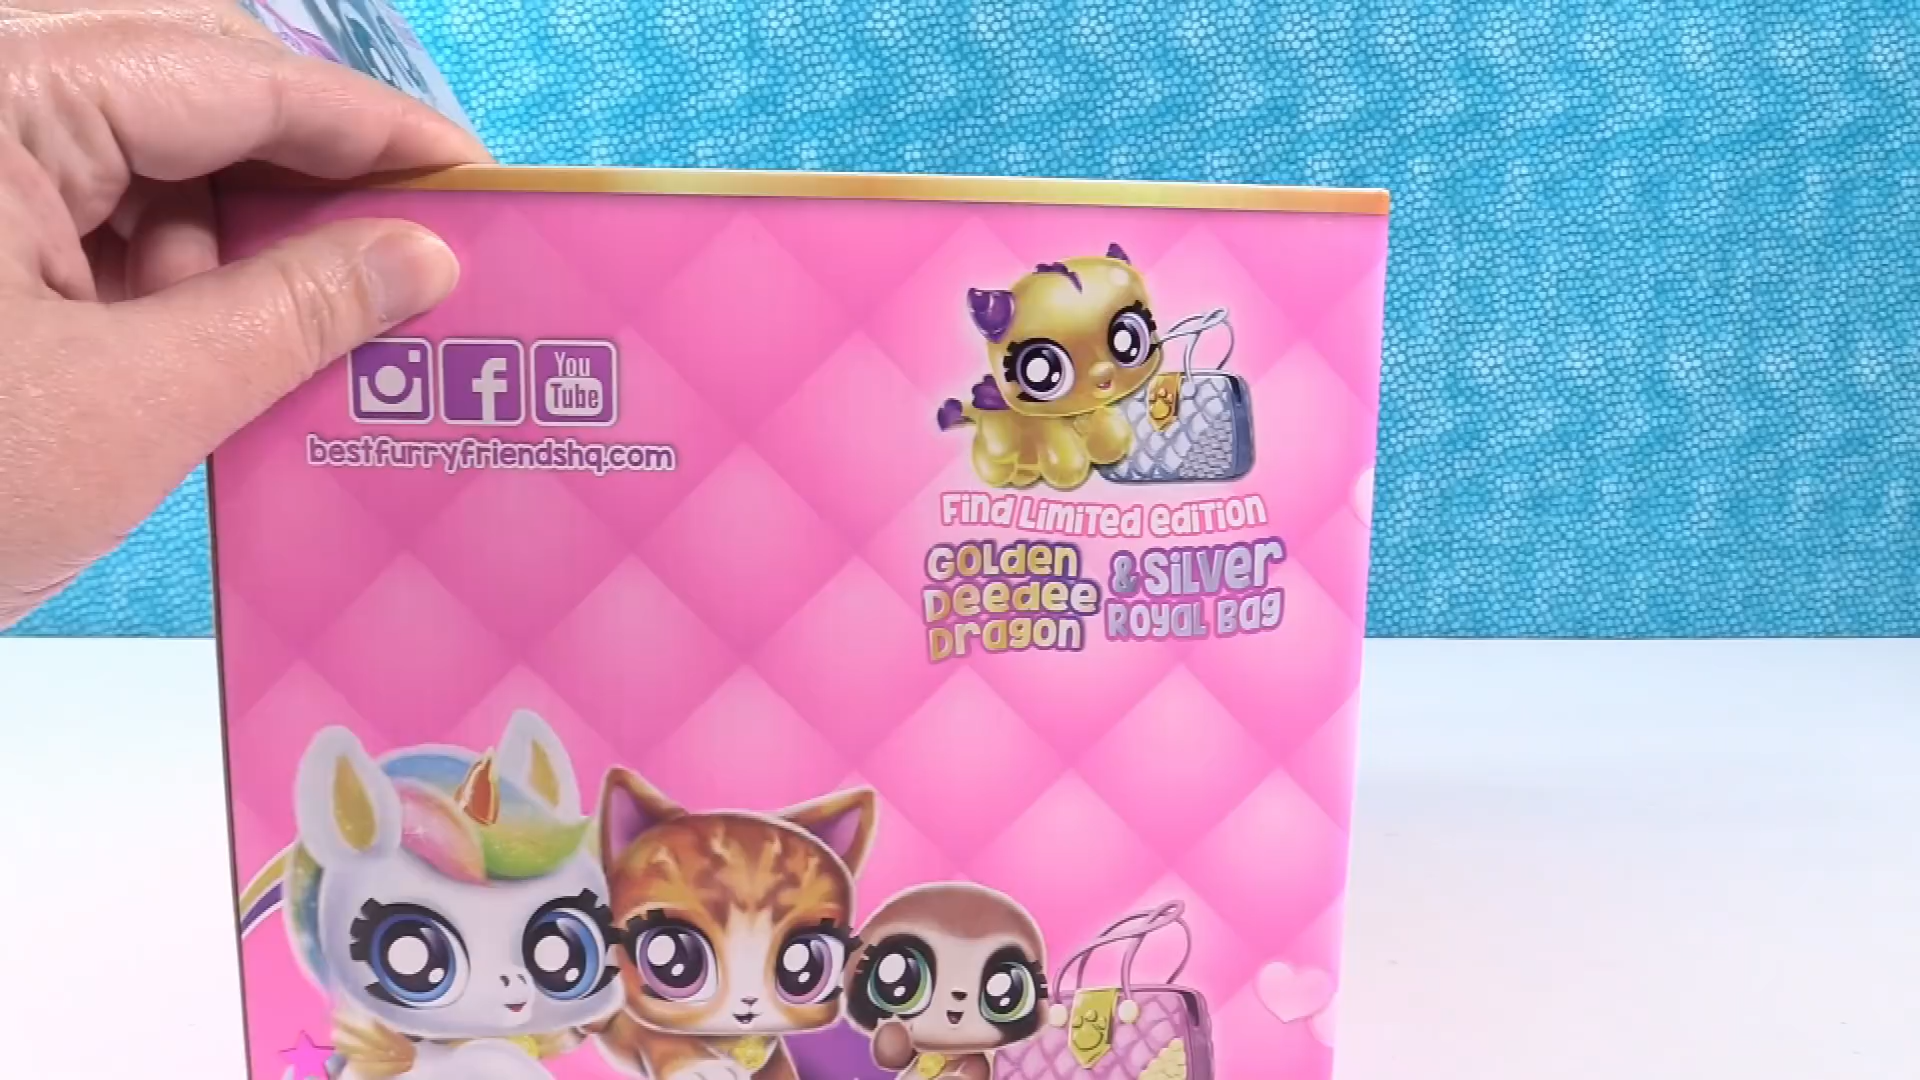 You
Tube
bestfurryfriendshq.com
Find Limited edition
Golden
Deedee
Dragon
& Silver
Royal Bag